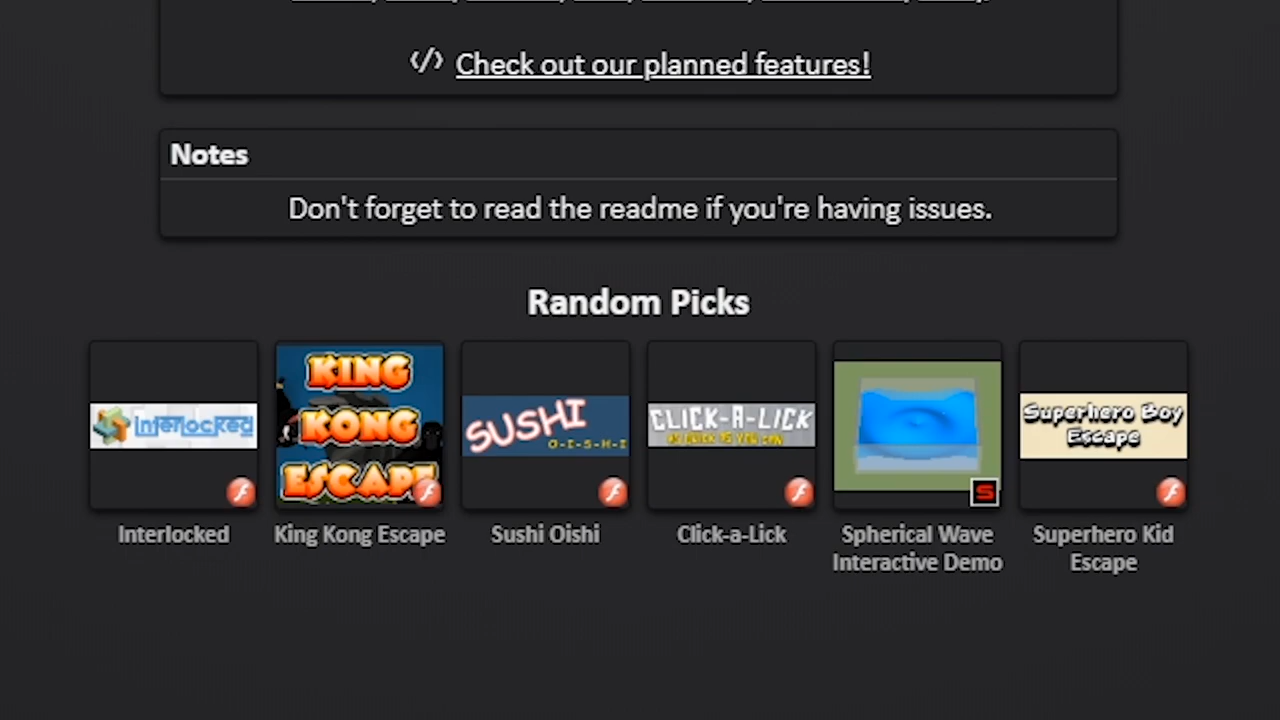 Check out our planned features!
Notes
Don't forget to read the readme if you're having issues.
Random Picks
Interlocked
KING
KONG
ESCAPE
SUSHI
O-I-S-H-I
CLICK-A-LICK
Superhero Boy
Escape
Interlocked
King Kong Escape
Sushi Oishi
Click-a-Lick
Spherical Wave
Interactive Demo
Superhero Kid
Escape